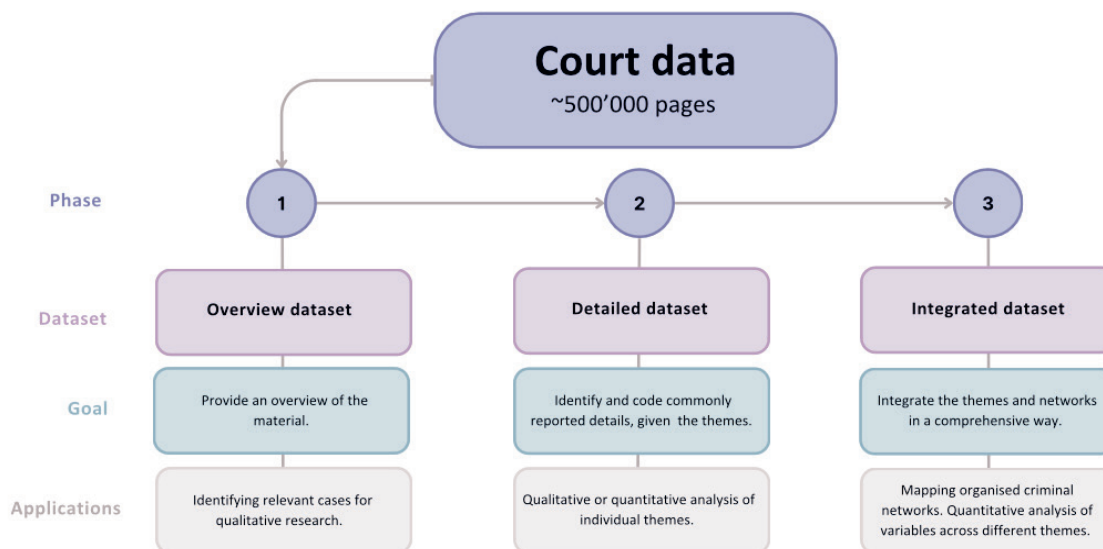 Court data
~500’000 pages
Phase
1
2
3
Dataset
Overview dataset
Detailed dataset
Integrated dataset
Goal
Provide an overview of the
material.
Identify and code commonly
reported details, given the themes.
Integrate the themes and networks
in a comprehensive way.
Applications
Identifying relevant cases for
qualitative research.
Qualitative or quantitative analysis of
individual themes.
Mapping organised criminal
networks. Quantitative analysis of
variables across different themes.